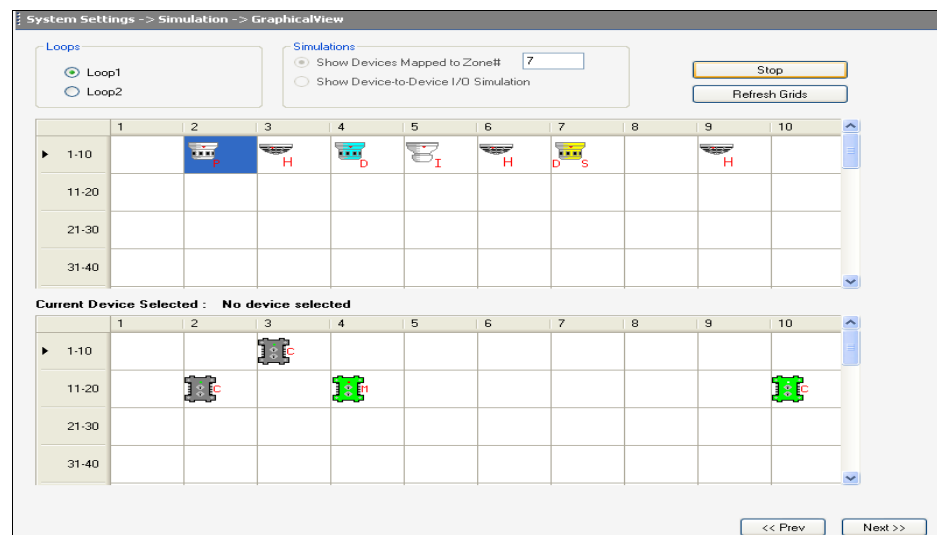 System Settings -> Simulation -> GraphicalView
Loops
Loop1
Loop2
Simulations
Show Devices Mapped to Zone# 7
Show Device-to-Device I/O Simulation
Stop
Refresh Grids
1 2 3 4 5 6 7 8 9 10
1-10 P H D I H D S H
11-20
21-30
31-40
Current Device Selected : No device selected
1 2 3 4 5 6 7 8 9 10
1-10 C
11-20 C M C
21-30
31-40
<< Prev Next >>